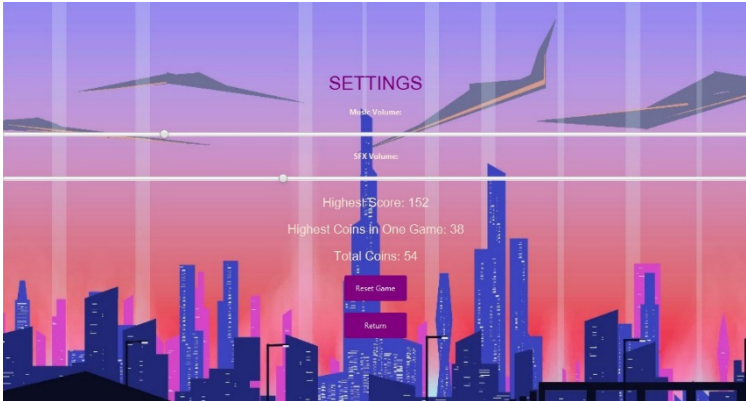 SETTINGS
Music Volume:
SFX Volume:
Highest Score: 152
Highest Coins in One Game: 38
Total Coins: 54
Reset Game
Return